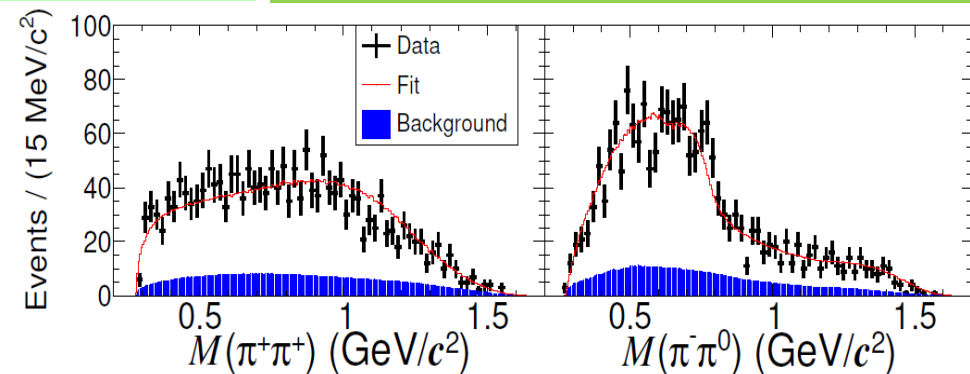 Events / (15 MeV/c²)
100
80
60
40
20
0
Data
Fit
Background
0.5 1 1.5
0.5 1 1.5
M(π⁺π⁺) (GeV/c²)
M(π⁻π⁰) (GeV/c²)